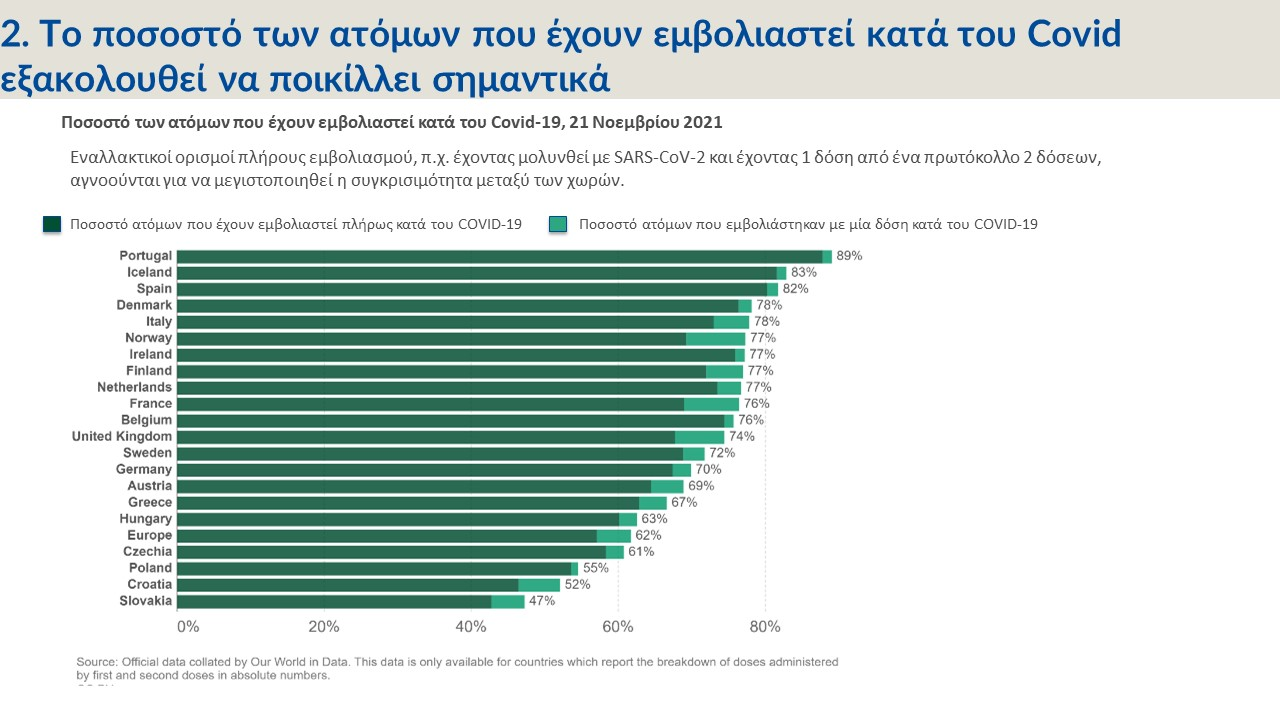 2. Το ποσοστό των ατόμων που έχουν εμβολιαστεί κατά του Covid
εξακολουθεί να ποικίλλει σημαντικά
Ποσοστό των ατόμων που έχουν εμβολιαστεί κατά του Covid-19, 21 Νοεμβρίου 2021
Εναλλακτικοί ορισμοί πλήρους εμβολιασμού, π.χ. έχοντας μολυνθεί με SARS-CoV-2 και έχοντας 1 δόση από ένα πρωτόκολλο 2 δόσεων,
αγνοούνται για να μεγιστοποιηθεί η συγκρισιμότητα μεταξύ των χωρών.
Ποσοστό ατόμων που έχουν εμβολιαστεί πλήρως κατά του COVID-19 Ποσοστό ατόμων που εμβολιάστηκαν με μία δόση κατά του COVID-19
Portugal 89%
Iceland 83%
Spain 82%
Denmark 78%
Italy 78%
Norway 77%
Ireland 77%
Finland 77%
Netherlands 77%
France 76%
Belgium 76%
United Kingdom 74%
Sweden 72%
Germany 70%
Austria 69%
Greece 67%
Hungary 63%
Europe 62%
Czechia 61%
Poland 55%
Croatia 52%
Slovakia 47%
0% 20% 40% 60% 80%
Source: Official data collated by Our World in Data. This data is only available for countries which report the breakdown of doses administered
by first and second doses in absolute numbers.